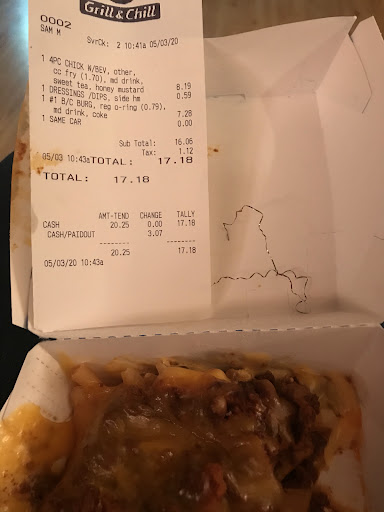 Grill & Chill
0002
SAM M
SvrCk: 2 10:41a 05/03/20
1 4PC CHICK W/BEV, other,
cc fry (1.70), md drink,
sweet tea, honey mustard 8.19
1 DRESSINGS /DIPS, side hm 0.59
1 #1 B/C BURG, reg o-ring (0.79),
md drink, coke 7.28
1 SAME CAR 0.00
Sub Total: 16.06
Tax: 1.12
05/03 10:43a TOTAL: 17.18
TOTAL: 17.18
AMT-TEND CHANGE TALLY
CASH 20.25 0.00 17.18
CASH/PAIDOUT 3.07
-------- --------
20.25 17.18
05/03/20 10:43a